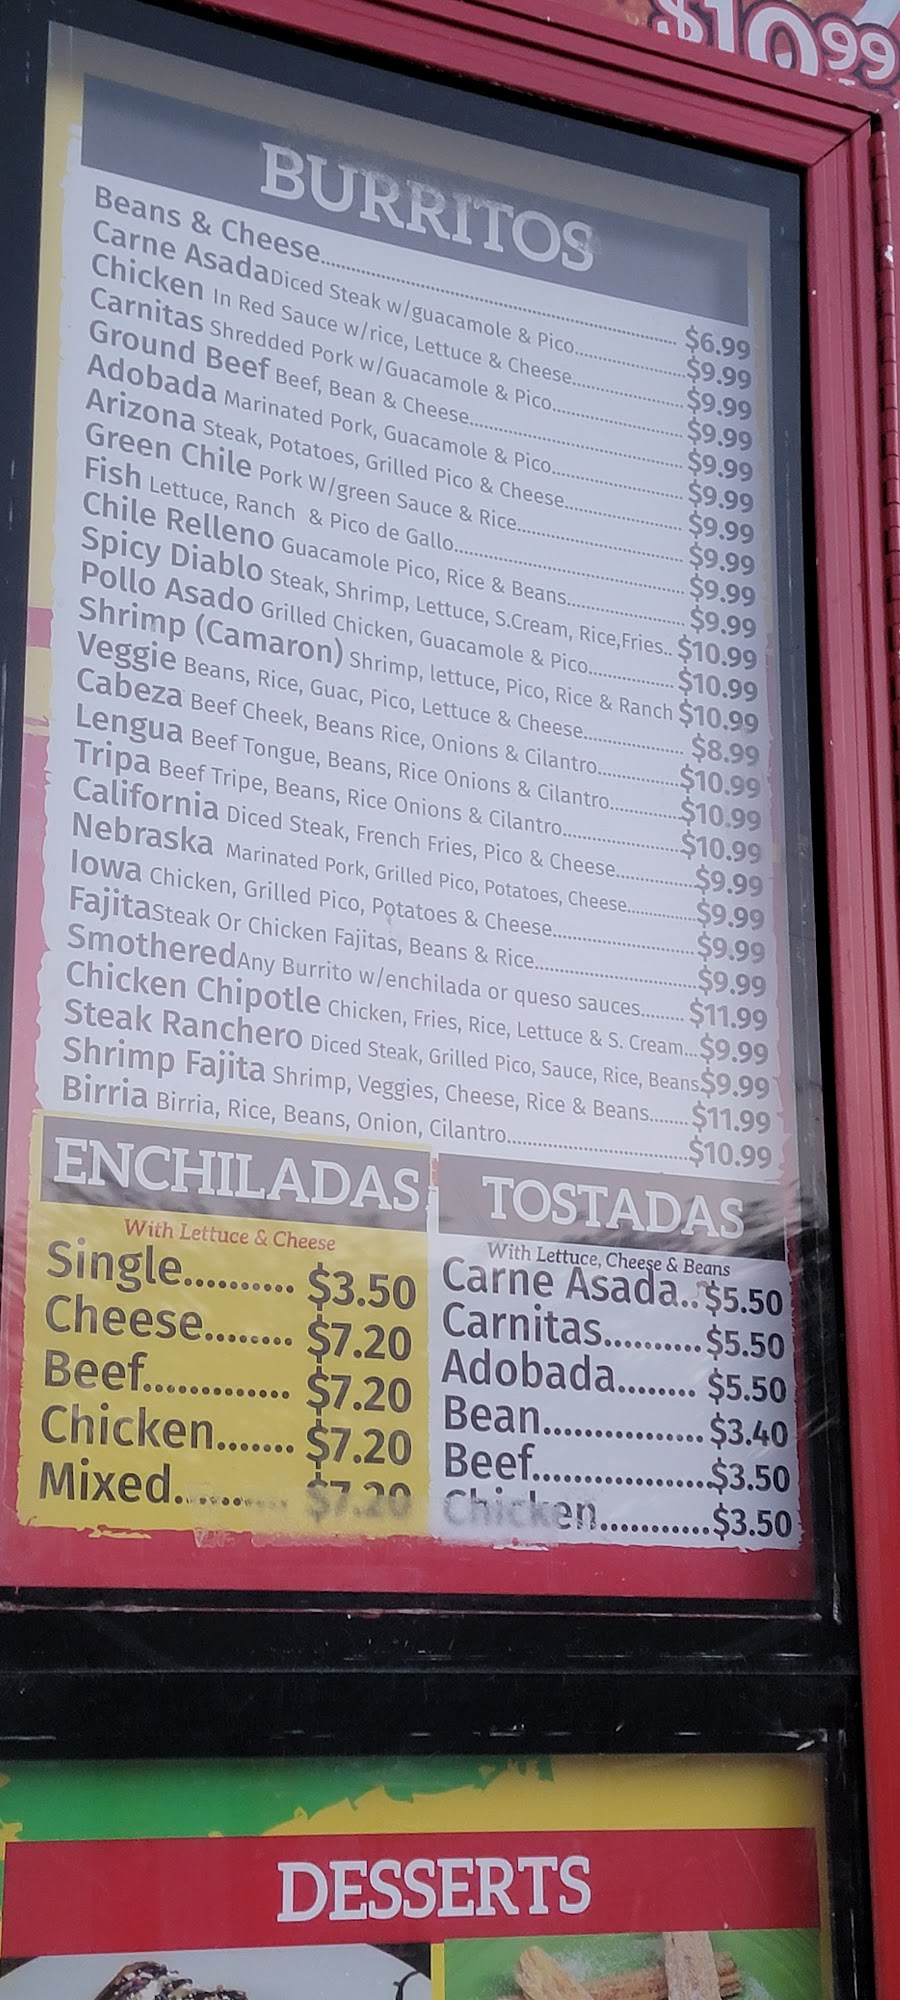 $10.99
BURRITOS
Beans & Cheese........ $6.99
Carne Asada Diced Steak w/guacamole & Pico........ $9.99
Chicken In Red Sauce w/rice, Lettuce & Cheese........ $9.99
Carnitas Shredded Pork w/Guacamole & Pico........ $9.99
Ground Beef Beef, Bean & Cheese........ $9.99
Adobada Marinated Pork, Guacamole & Pico........ $9.99
Arizona Steak, Potatoes, Grilled Pico & Cheese........ $9.99
Green Chile Pork W/green Sauce & Rice........ $9.99
Fish Lettuce, Ranch & Pico de Gallo........ $9.99
Chile Relleno Guacamole Pico, Rice & Beans........ $9.99
Spicy Diablo Steak, Shrimp, Lettuce, S.Cream, Rice,Fries.. $10.99
Pollo Asado Grilled Chicken, Guacamole & Pico........ $10.99
Shrimp (Camaron) Shrimp, lettuce, Pico, Rice & Ranch $10.99
Veggie Beans, Rice, Guac, Pico, Lettuce & Cheese........ $8.99
Cabeza Beef Cheek, Beans Rice, Onions & Cilantro........ $10.99
Lengua Beef Tongue, Beans, Rice Onions & Cilantro........ $10.99
Tripa Beef Tripe, Beans, Rice Onions & Cilantro........ $10.99
California Diced Steak, French Fries, Pico & Cheese........ $9.99
Nebraska Marinated Pork, Grilled Pico, Potatoes, Cheese........ $9.99
Iowa Chicken, Grilled Pico, Potatoes & Cheese........ $9.99
Fajita Steak Or Chicken Fajitas, Beans & Rice........ $9.99
Smothered Any Burrito w/enchilada or queso sauces........ $11.99
Chicken Chipotle Chicken, Fries, Rice, Lettuce & S. Cream... $9.99
Steak Ranchero Diced Steak, Grilled Pico, Sauce, Rice, Beans $9.99
Shrimp Fajita Shrimp, Veggies, Cheese, Rice & Beans....... $11.99
Birria Birria, Rice, Beans, Onion, Cilantro........ $10.99
ENCHILADAS
With Lettuce & Cheese
Single.......... $3.50
Cheese........ $7.20
Beef............. $7.20
Chicken....... $7.20
Mixed.......... $7.20
TOSTADAS
With Lettuce, Cheese & Beans
Carne Asada..$5.50
Carnitas..........$5.50
Adobada........ $5.50
Bean................$3.40
Beef.................$3.50
Chicken...........$3.50
DESSERTS